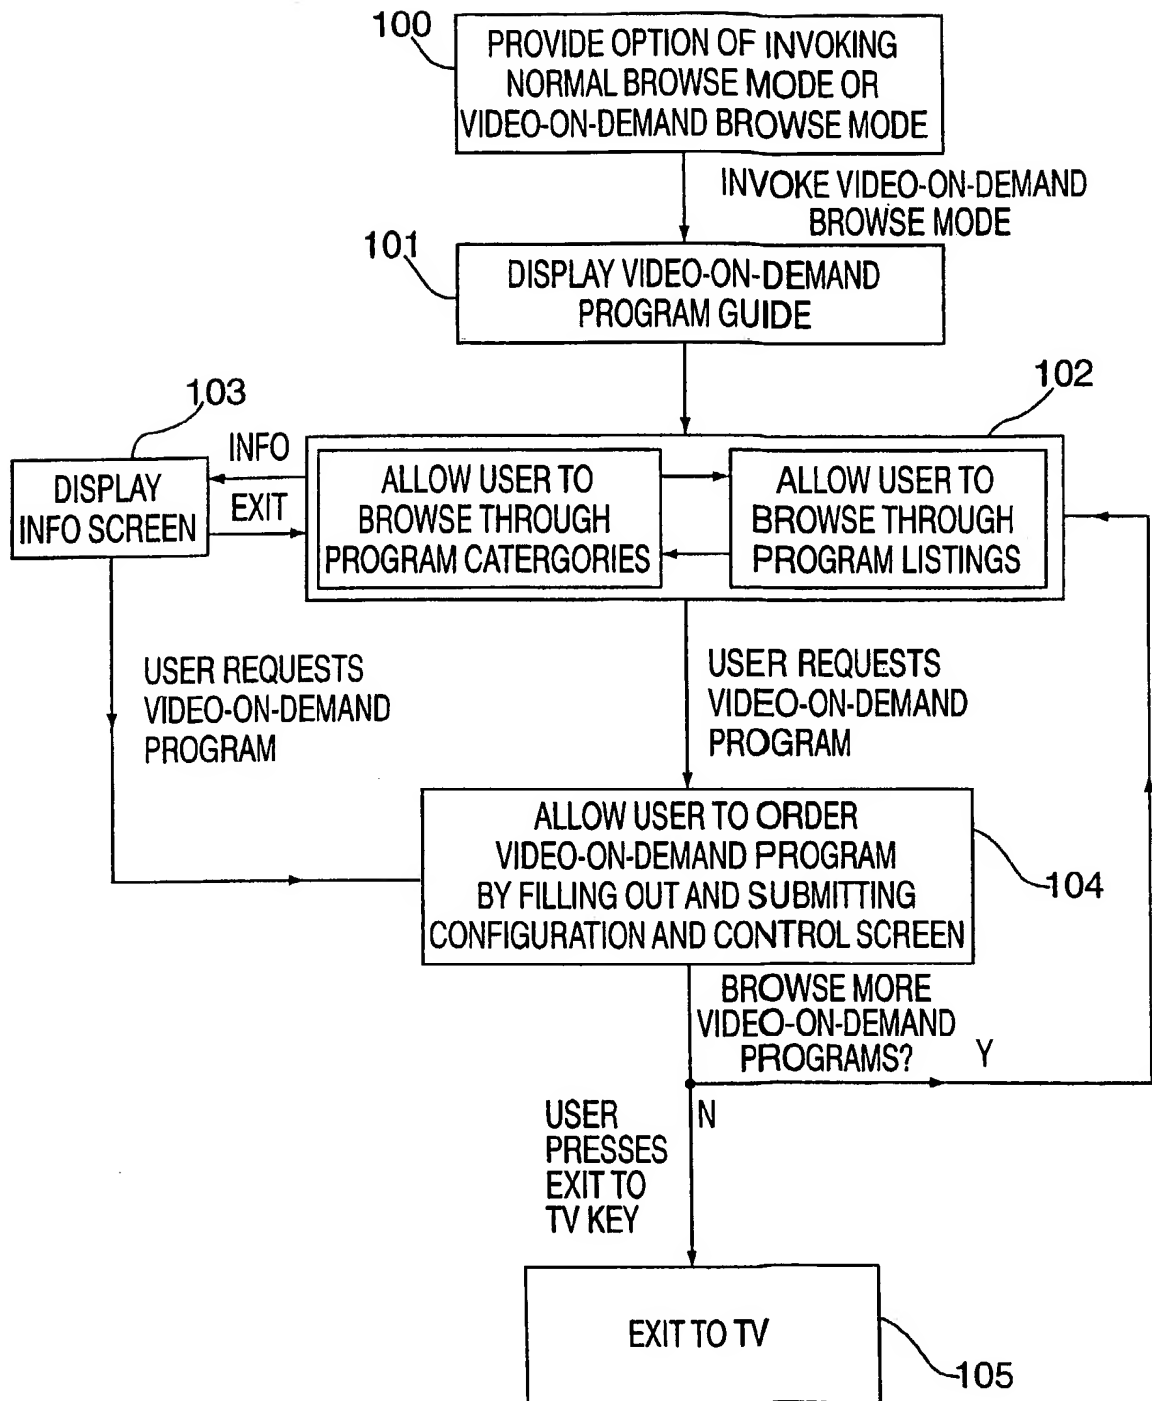 100
PROVIDE OPTION OF INVOKING
NORMAL BROWSE MODE OR
VIDEO-ON-DEMAND BROWSE MODE
INVOKE VIDEO-ON-DEMAND
BROWSE MODE
101
DISPLAY VIDEO-ON-DEMAND
PROGRAM GUIDE
102
103
INFO
EXIT
DISPLAY
INFO SCREEN
ALLOW USER TO
BROWSE THROUGH
PROGRAM CATERGORIES
ALLOW USER TO
BROWSE THROUGH
PROGRAM LISTINGS
USER REQUESTS
VIDEO-ON-DEMAND
PROGRAM
USER REQUESTS
VIDEO-ON-DEMAND
PROGRAM
ALLOW USER TO ORDER
VIDEO-ON-DEMAND PROGRAM
BY FILLING OUT AND SUBMITTING
CONFIGURATION AND CONTROL SCREEN
104
BROWSE MORE
VIDEO-ON-DEMAND
PROGRAMS?
Y
N
USER
PRESSES
EXIT TO
TV KEY
EXIT TO TV
105